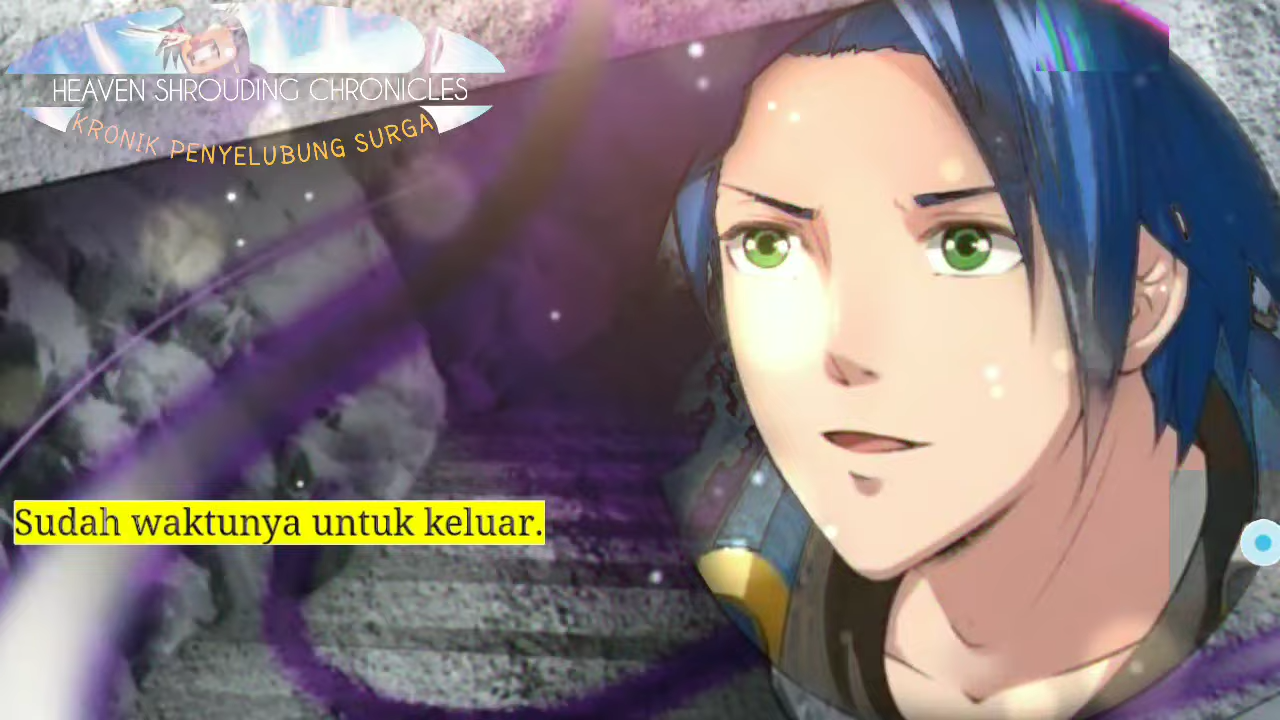 HEAVEN SHROUDING CHRONICLES
KRONIK PENYELUBUNG SURGA
Sudah waktunya untuk keluar.